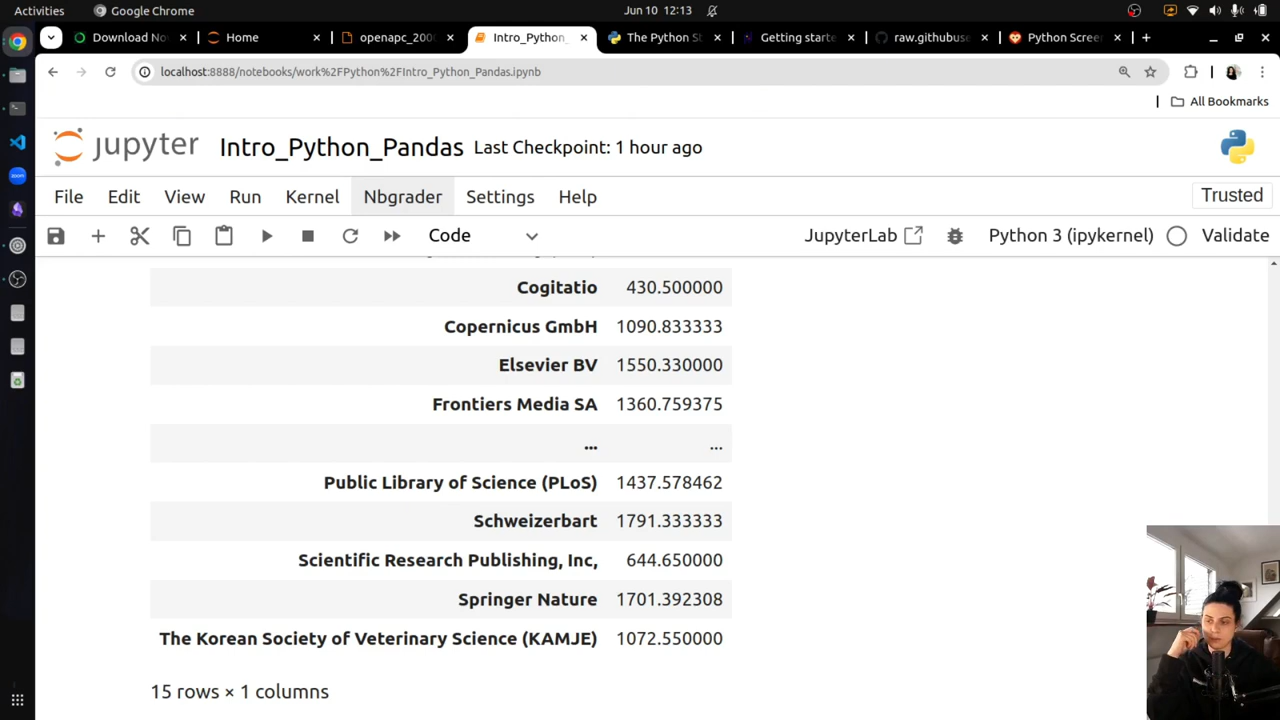 Activities Google Chrome Jun 10 12:13
Download No Home openapc_200 Intro_Python_ The Python St Getting starte raw.githubuse Python Scree
localhost:8888/notebooks/work%2FPython%2FIntro_Python_Pandas.ipynb
All Bookmarks
jupyter Intro_Python_Pandas Last Checkpoint: 1 hour ago
File Edit View Run Kernel Nbgrader Settings Help Trusted
Code JupyterLab Python 3 (ipykernel) Validate
Cogitatio 430.500000
Copernicus GmbH 1090.833333
Elsevier BV 1550.330000
Frontiers Media SA 1360.759375
... ...
Public Library of Science (PLoS) 1437.578462
Schweizerbart 1791.333333
Scientific Research Publishing, Inc, 644.650000
Springer Nature 1701.392308
The Korean Society of Veterinary Science (KAMJE) 1072.550000
15 rows × 1 columns